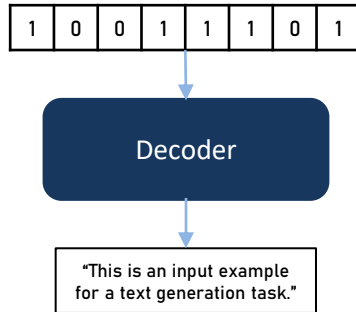 1 0 0 1 1 1 0 1
Decoder
“This is an input example
for a text generation task.”